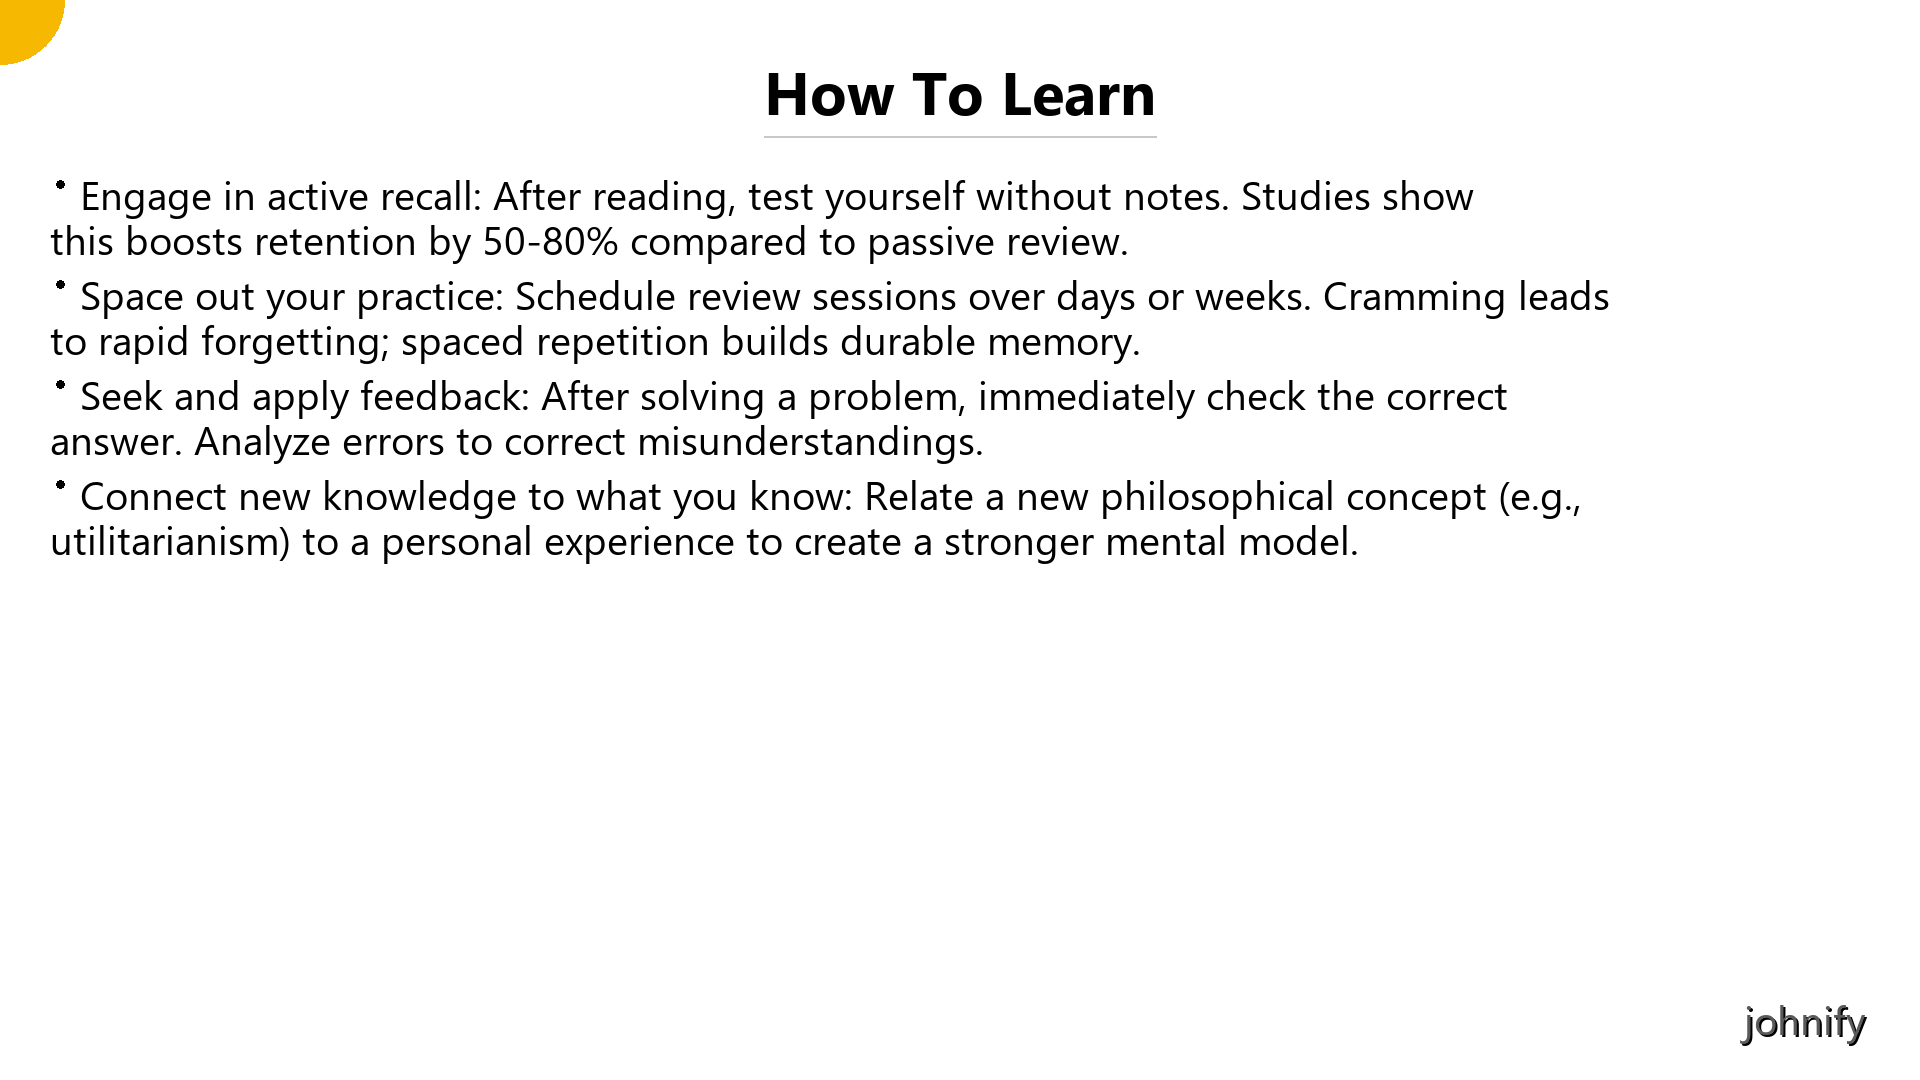 How To Learn
• Engage in active recall: After reading, test yourself without notes. Studies show
this boosts retention by 50-80% compared to passive review.
• Space out your practice: Schedule review sessions over days or weeks. Cramming leads
to rapid forgetting; spaced repetition builds durable memory.
• Seek and apply feedback: After solving a problem, immediately check the correct
answer. Analyze errors to correct misunderstandings.
• Connect new knowledge to what you know: Relate a new philosophical concept (e.g.,
utilitarianism) to a personal experience to create a stronger mental model.
johnify